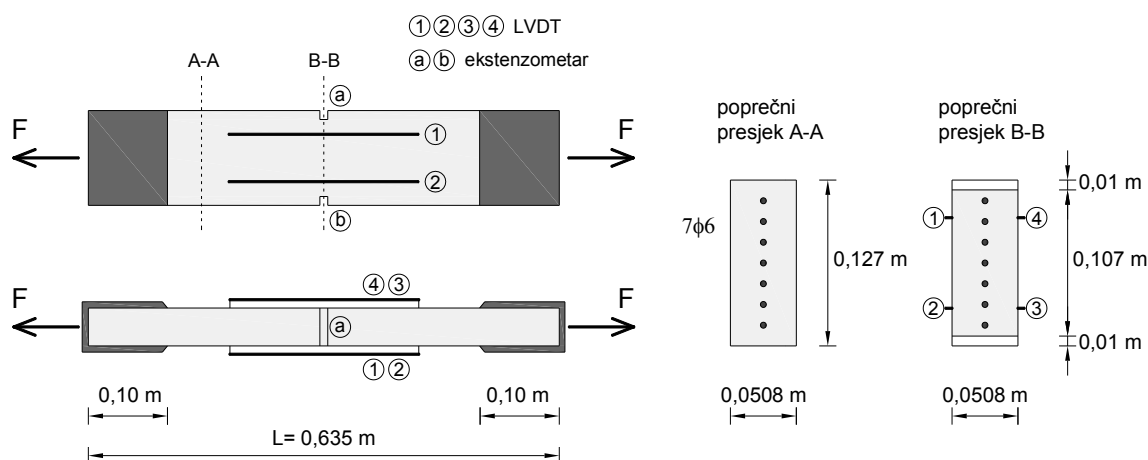 ①②③④ LVDT
ⓐⓑ ekstenzometar
A-A
B-B
ⓐ
F
F
①
②
ⓑ
④③
F
F
ⓐ
①②
0,10 m
0,10 m
L= 0,635 m
poprečni
presjek A-A
7ϕ6
0,127 m
0,0508 m
poprečni
presjek B-B
0,01 m
①
④
0,107 m
②
③
0,01 m
0,0508 m